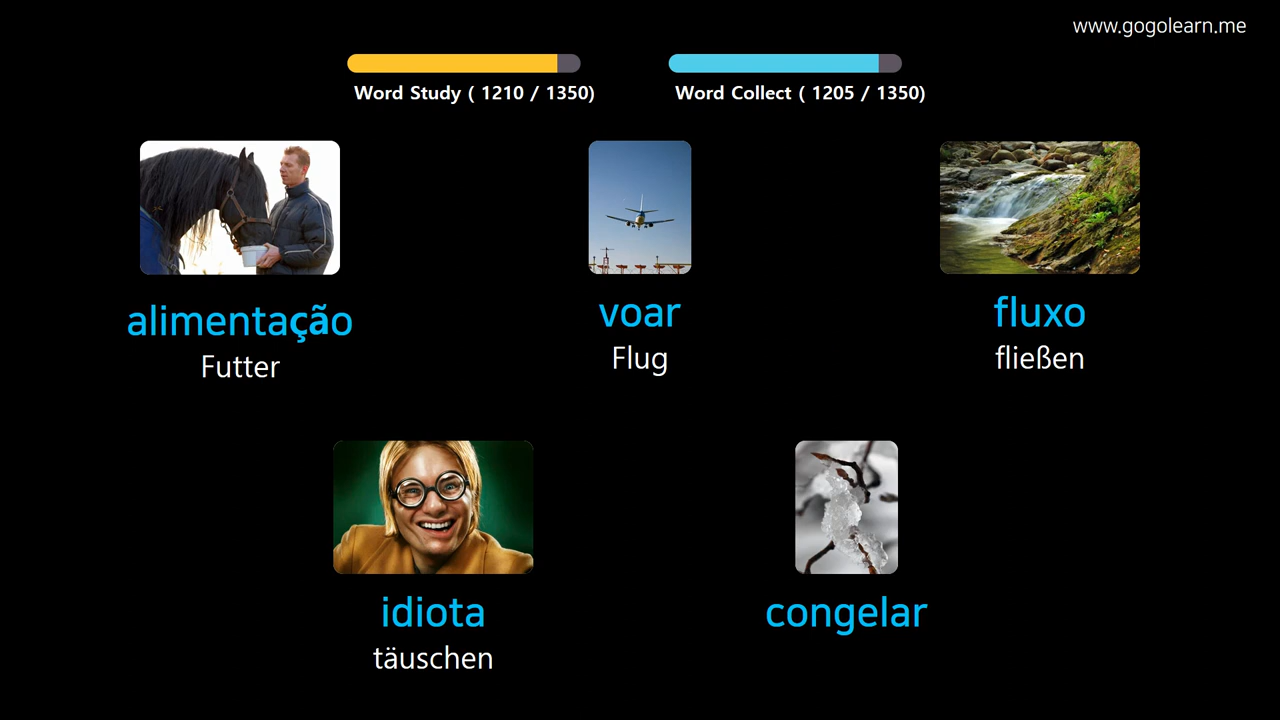 www.gogolearn.me
Word Study ( 1210 / 1350)
Word Collect ( 1205 / 1350)
alimentação
Futter
voar
Flug
fluxo
fließen
idiota
täuschen
congelar